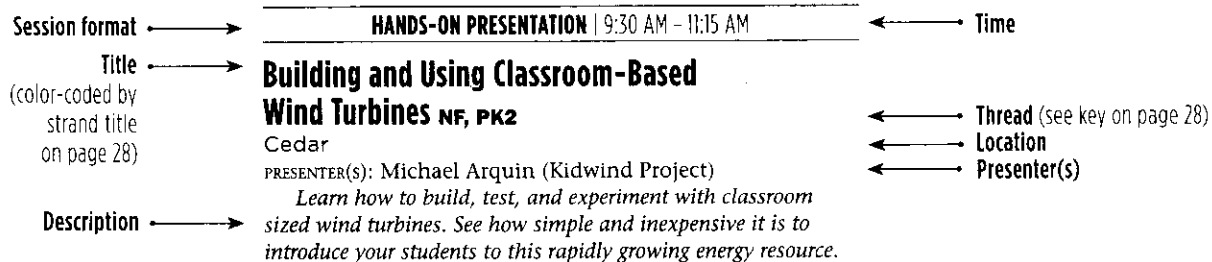 Session format
HANDS-ON PRESENTATION | 9:30 AM – 11:15 AM
Time
Title
(color-coded by
strand title
on page 28)
Building and Using Classroom-Based
Wind Turbines NF, PK2
Thread (see key on page 28)
Cedar
Location
PRESENTER(S): Michael Arquin (Kidwind Project)
Presenter(s)
Description
Learn how to build, test, and experiment with classroom
sized wind turbines. See how simple and inexpensive it is to
introduce your students to this rapidly growing energy resource.